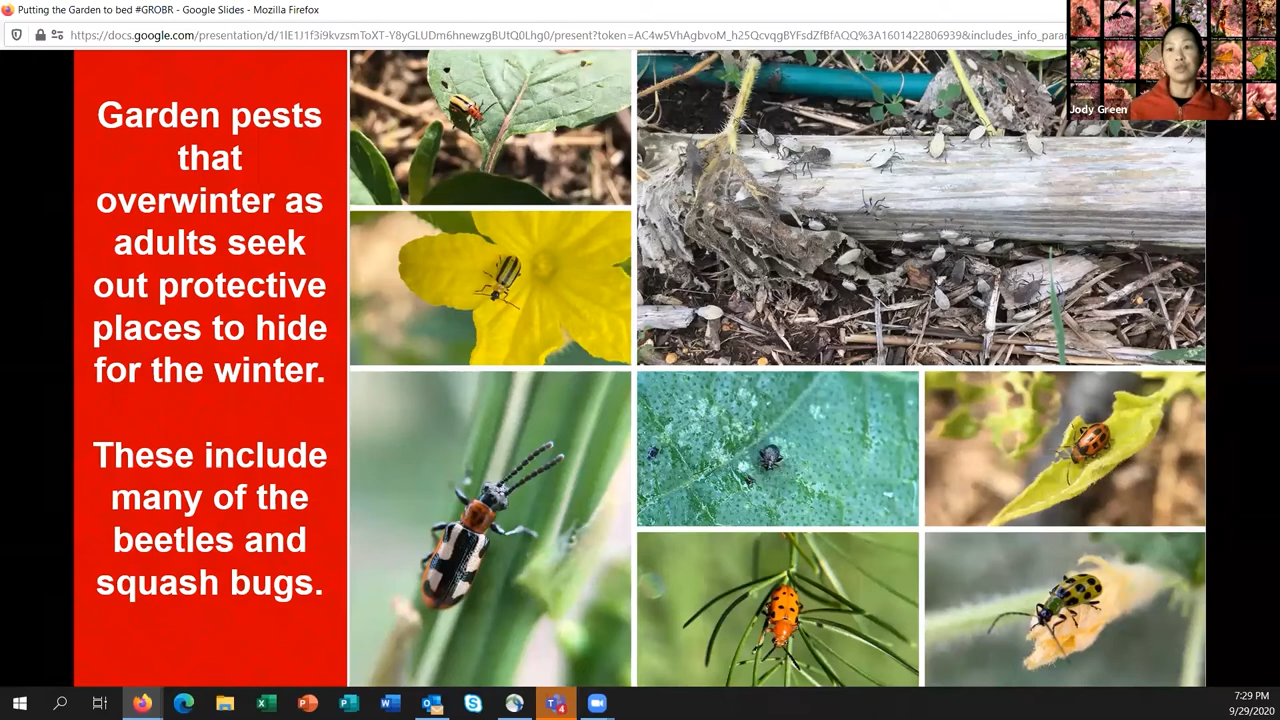 Putting the Garden to bed #GROBR - Google Slides - Mozilla Firefox
Jody Green
Garden pests
that
overwinter as
adults seek
out protective
places to hide
for the winter.
These include
many of the
beetles and
squash bugs.
7:29 PM
9/29/2020